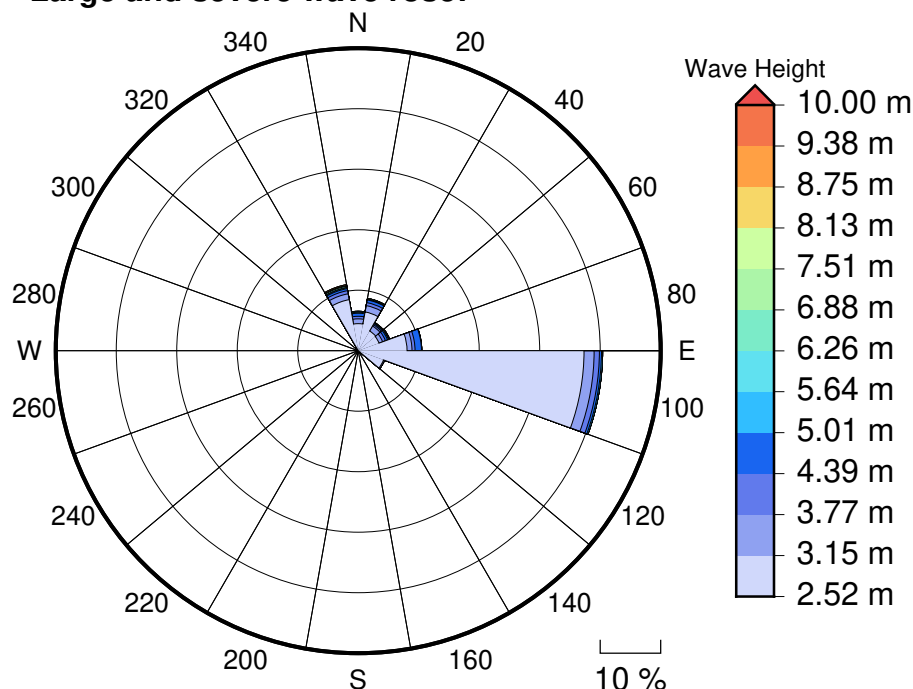 Large and severe wave rose:
N
340
20
320
40
300
60
280
80
W
E
260
100
240
120
220
140
200
160
S
10 %
Wave Height
10.00 m
9.38 m
8.75 m
8.13 m
7.51 m
6.88 m
6.26 m
5.64 m
5.01 m
4.39 m
3.77 m
3.15 m
2.52 m